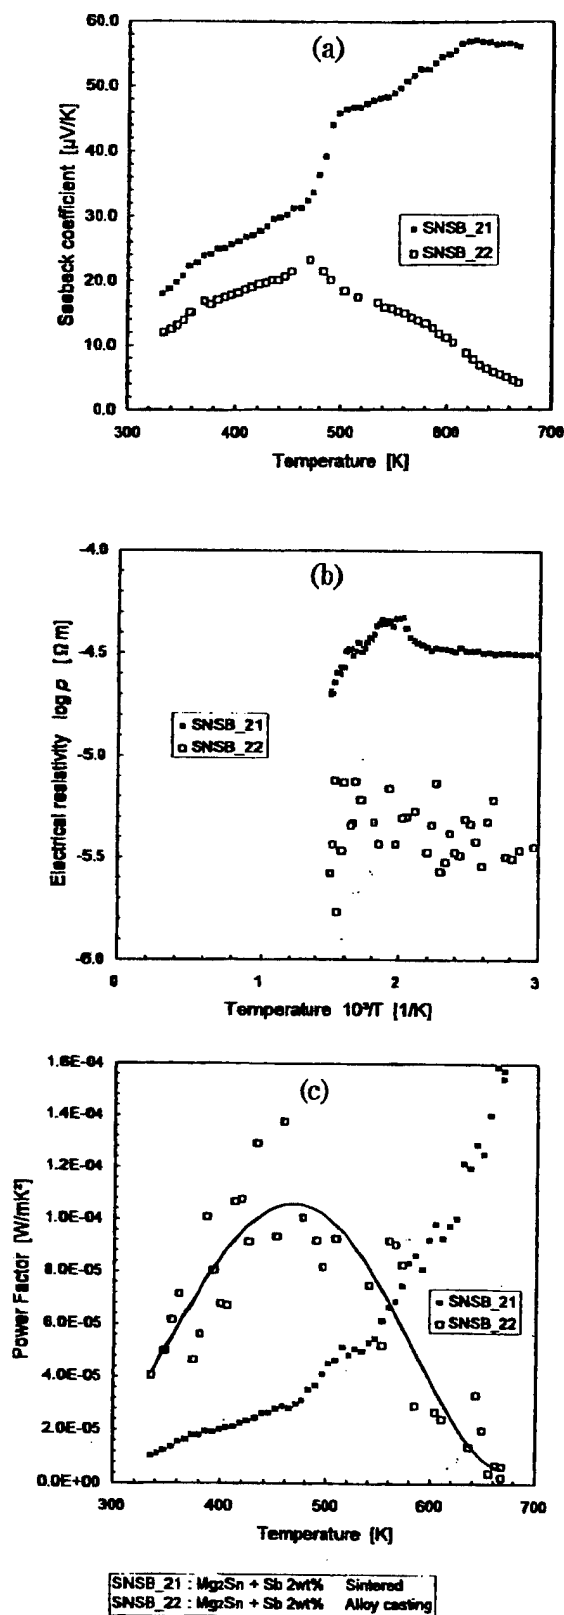 60.0
(a)
50.0
40.0
30.0
20.0
10.0
0.0
Seebeck coefficient [μV/K]
SNSB_21
SNSB_22
300 400 500 600 700
Temperature [K]
-4.0
(b)
-4.5
-5.0
-5.5
-6.0
Electrical resistivity log ρ [Ωm]
SNSB_21
SNSB_22
0 1 2 3
Temperature 10³/T [1/K]
1.6E-04
(c)
1.4E-04
1.2E-04
1.0E-04
8.0E-05
6.0E-05
4.0E-05
2.0E-05
0.0E+00
Power Factor [W/mK²]
SNSB_21
SNSB_22
300 400 500 600 700
Temperature [K]
SNSB_21 : Mg₂Sn + Sb 2wt% Sintered
SNSB_22 : Mg₂Sn + Sb 2wt% Alloy casting